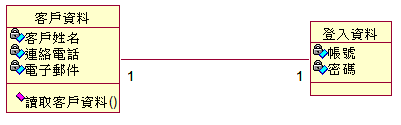 客戶資料
客戶姓名
連絡電話
電子郵件
讀取客戶資料()
1
1
登入資料
帳號
密碼